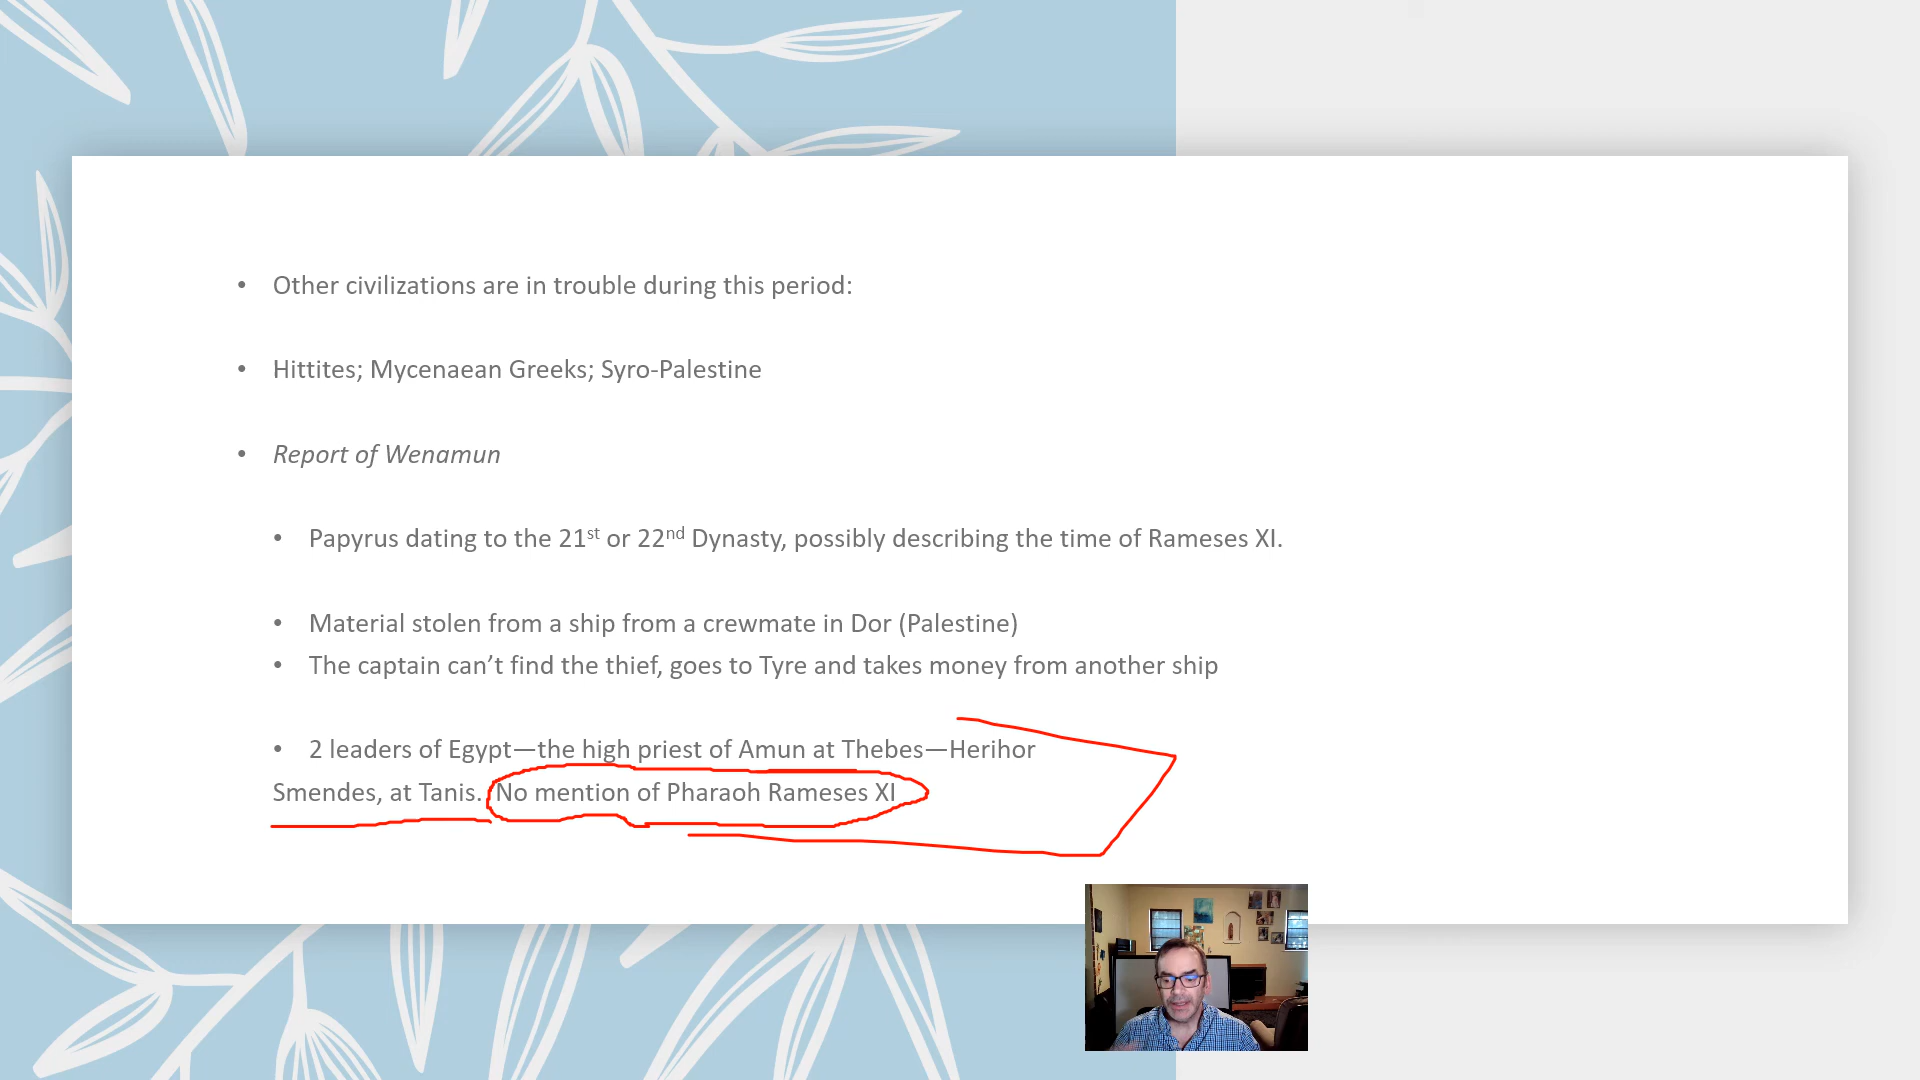 • Other civilizations are in trouble during this period:
• Hittites; Mycenaean Greeks; Syro-Palestine
• Report of Wenamun
• Papyrus dating to the 21st or 22nd Dynasty, possibly describing the time of Rameses XI.
• Material stolen from a ship from a crewmate in Dor (Palestine)
• The captain can’t find the thief, goes to Tyre and takes money from another ship
• 2 leaders of Egypt—the high priest of Amun at Thebes—Herihor
Smendes, at Tanis. No mention of Pharaoh Rameses XI